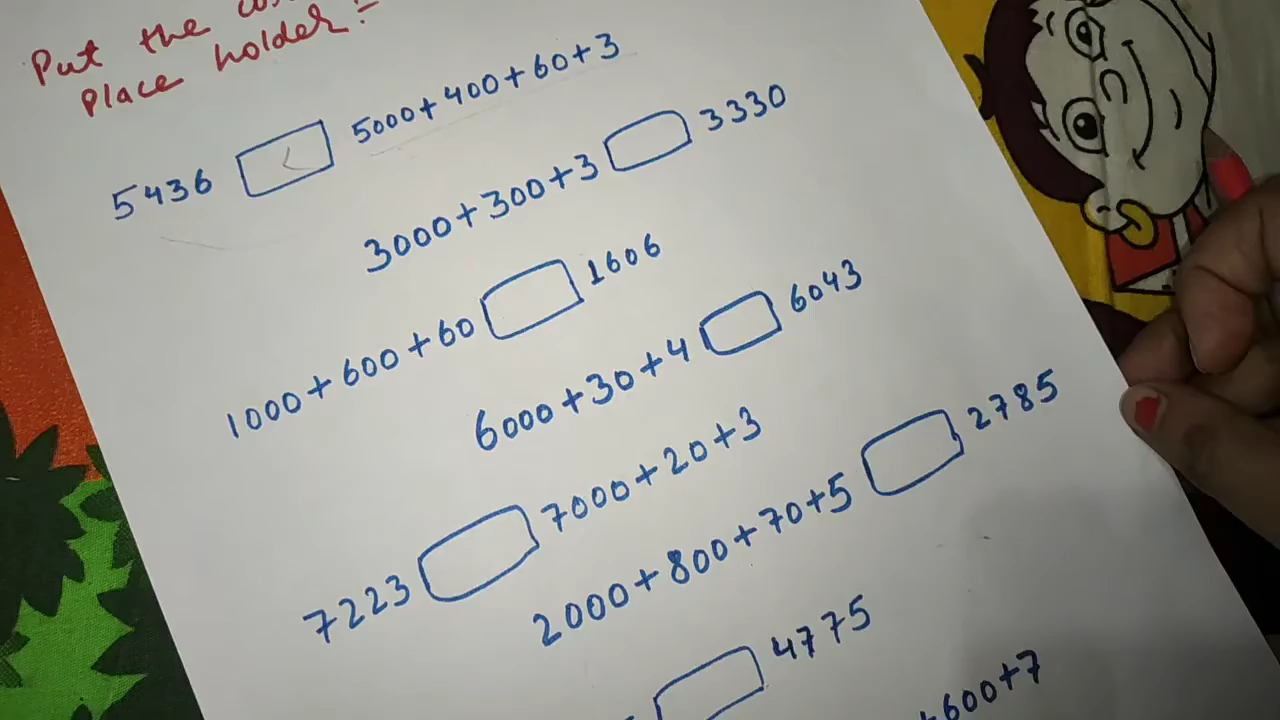 Put the
Place holder:-
5436 < 5000+400+60+3
3000+300+3 3330
1000+600+60 1606
6000+30+4 6043
7223 7000+20+3
2000+800+70+5 2785
4775
+600+7